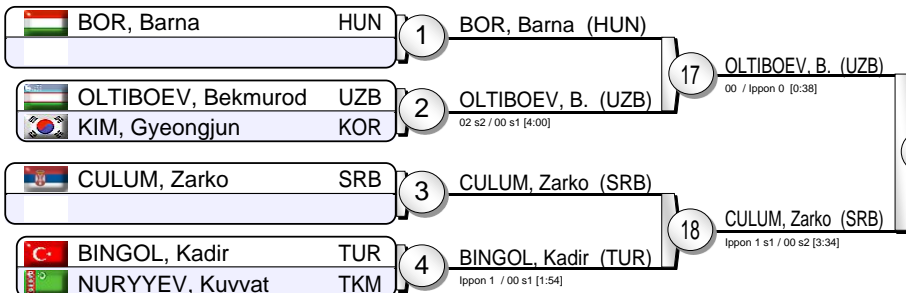 BOR, Barna HUN
1
BOR, Barna (HUN)
17
OLTIBOEV, B. (UZB)
00 / Ippon 0 [0:38]
OLTIBOEV, Bekmurod UZB
KIM, Gyeongjun KOR
2
OLTIBOEV, B. (UZB)
02 s2 / 00 s1 [4:00]
CULUM, Zarko SRB
3
CULUM, Zarko (SRB)
18
CULUM, Zarko (SRB)
Ippon 1 s1 / 00 s2 [3:34]
BINGOL, Kadir TUR
NURYYEV, Kuvvat TKM
4
BINGOL, Kadir (TUR)
Ippon 1 / 00 s1 [1:54]